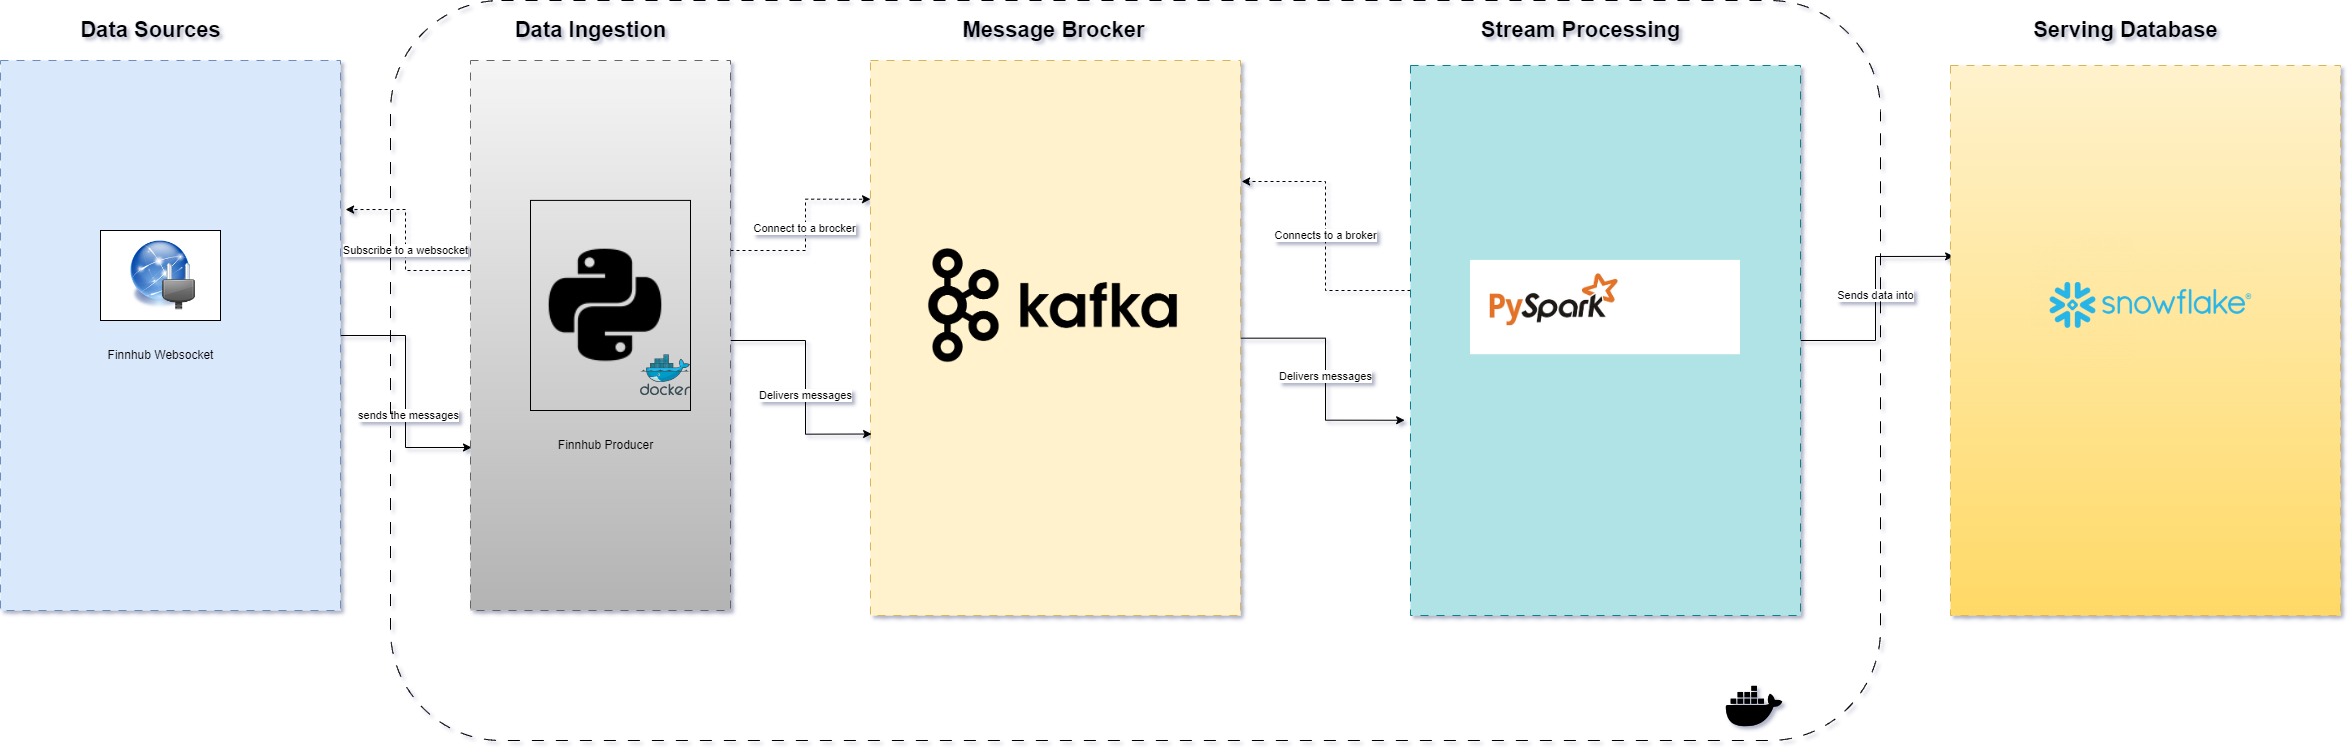 Data Sources
Data Ingestion
Message Brocker
Stream Processing
Serving Database
Subscribe to a websocket
Finnhub Websocket
sends the messages
docker
Finnhub Producer
Connect to a brocker
Delivers messages
kafka
Connects to a broker
Delivers messages
PySpark
Sends data into
snowflake®